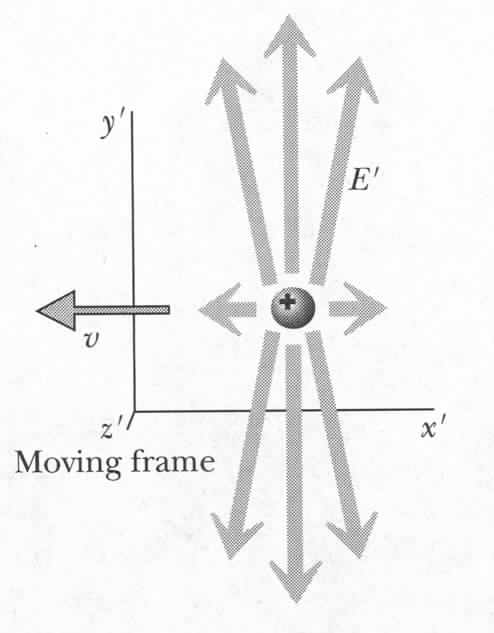 y′
E′
+
v
z′
x′
Moving frame